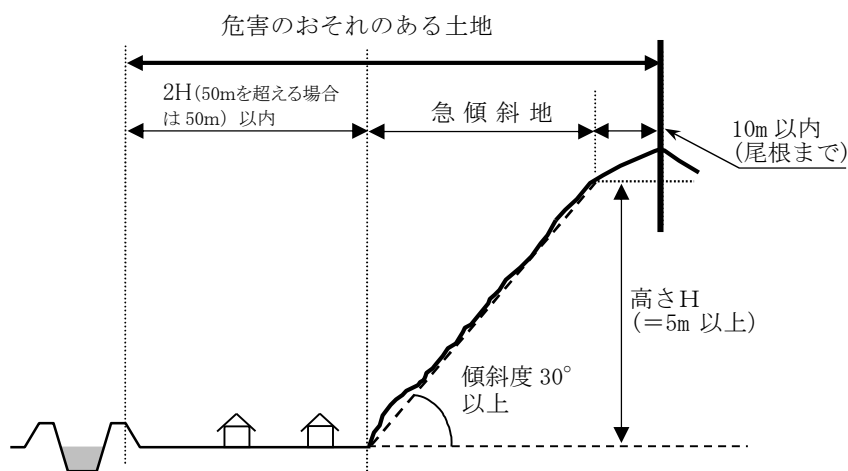 危害のおそれのある土地
2H(50mを超える場合
は 50m) 以内
急 傾 斜 地
10m 以内
(尾根まで)
高さH
(＝5m 以上)
傾斜度 30°
以上